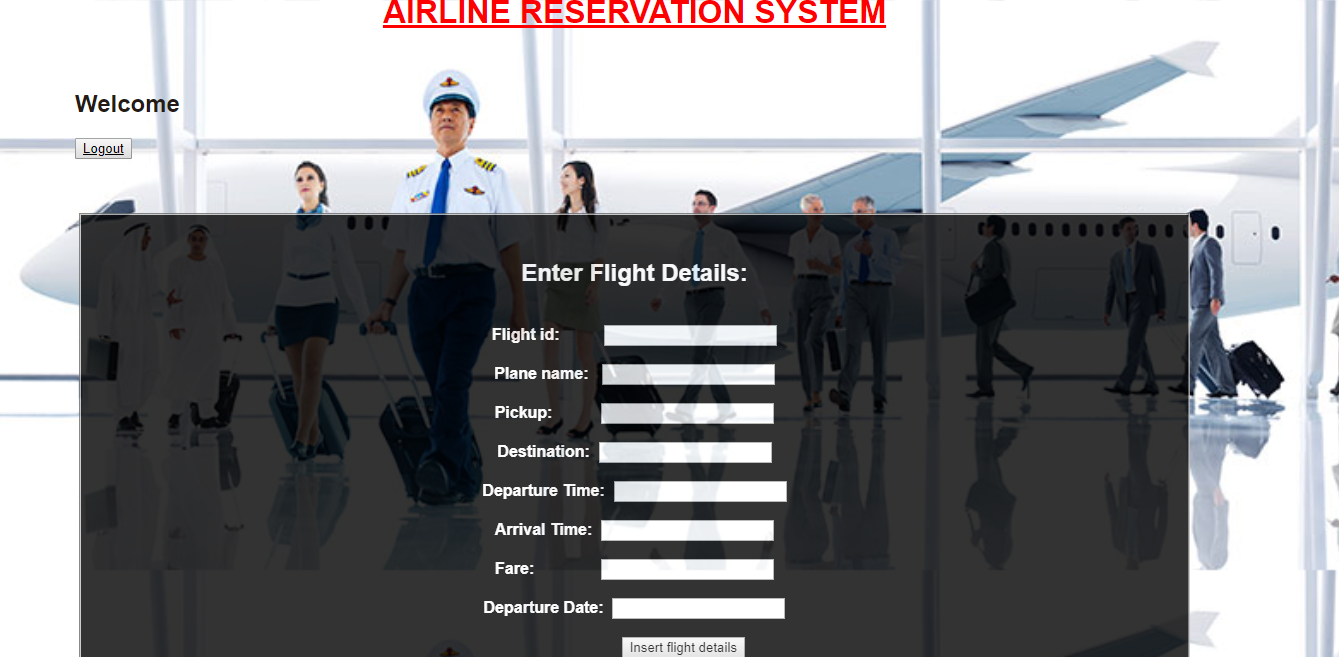 AIRLINE RESERVATION SYSTEM
Welcome
Logout
Enter Flight Details:
Flight id:
Plane name:
Pickup:
Destination:
Departure Time:
Arrival Time:
Fare:
Departure Date:
Insert flight details